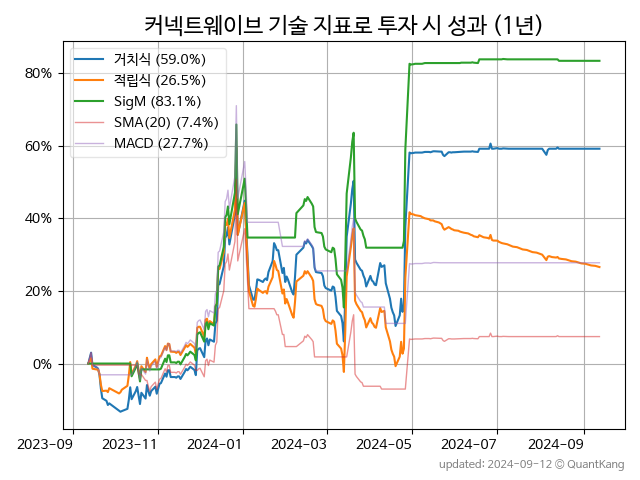 커넥트웨이브 기술 지표로 투자 시 성과 (1년)
거치식 (59.0%)
적립식 (26.5%)
SigM (83.1%)
SMA(20) (7.4%)
MACD (27.7%)
80%
60%
40%
20%
0%
2023-09
2023-11
2024-01
2024-03
2024-05
2024-07
2024-09
updated: 2024-09-12 © QuantKang